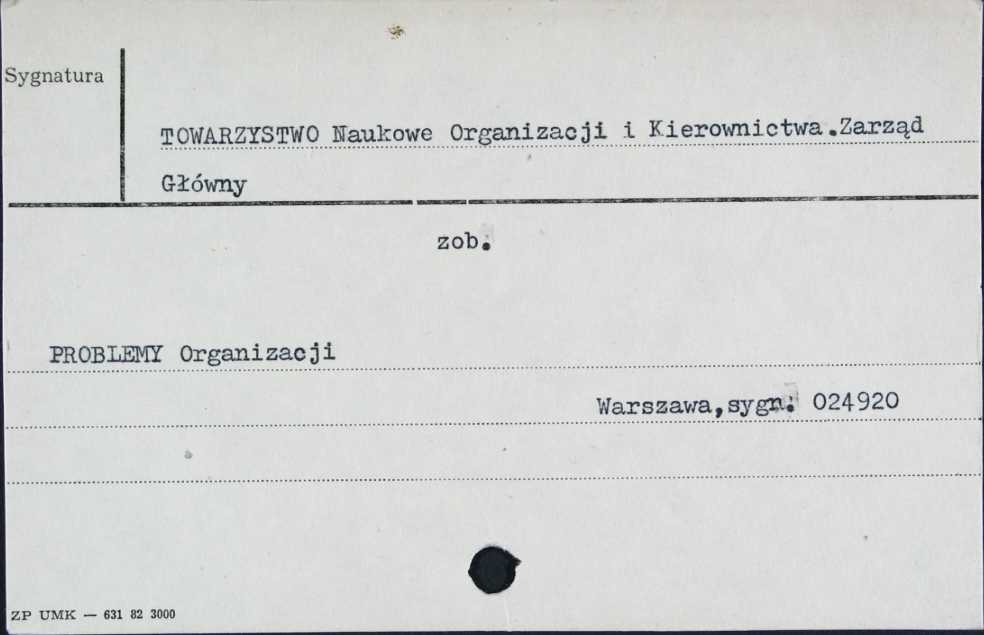 Sygnatura
TOWARZYSTWO Naukowe Organizacji i Kierownictwa.Zarząd
Główny
zob.
PROBLEMY Organizacji
Warszawa,sygn. 024920
ZP UMK — 631 82 3000